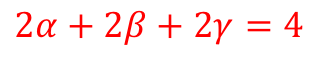 2α + 2β + 2γ = 4